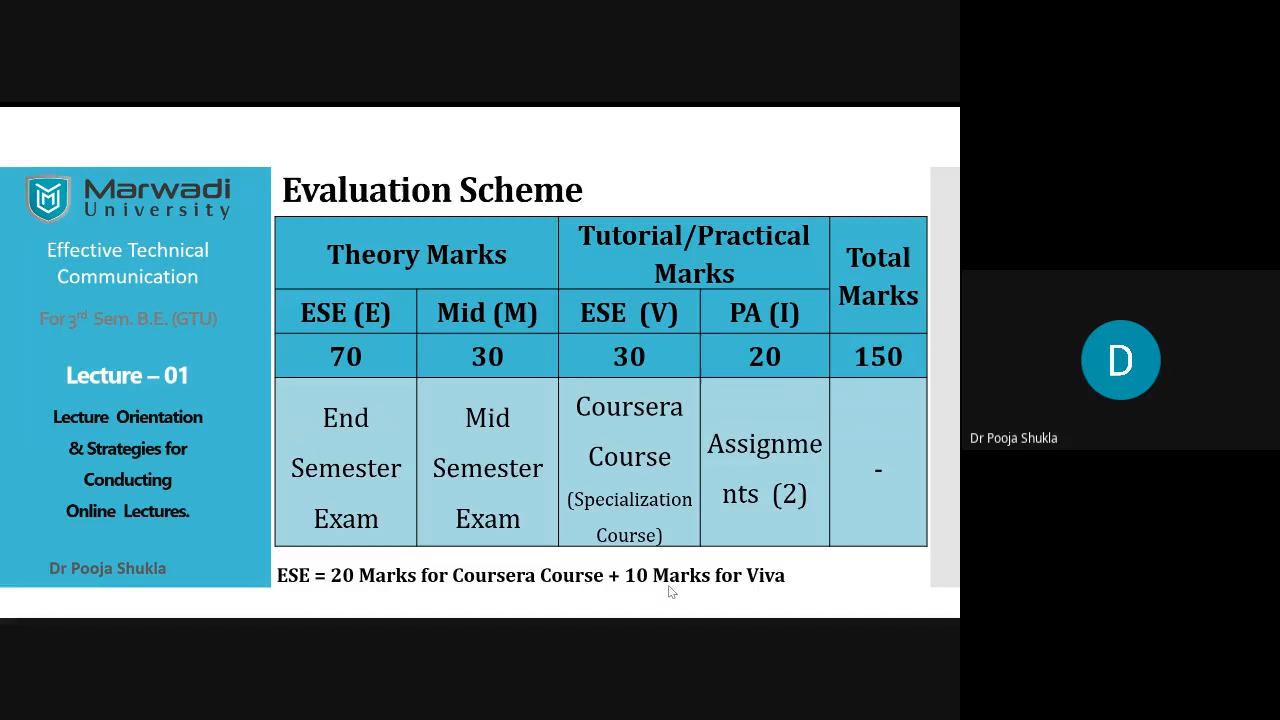 Marwadi
University
Effective Technical
Communication
For 3rd Sem. B.E. (GTU)
Lecture – 01
Lecture Orientation
& Strategies for
Conducting
Online Lectures.
Dr Pooja Shukla
Evaluation Scheme
Theory Marks
Tutorial/Practical
Marks
Total
Marks
ESE (E)
Mid (M)
ESE (V)
PA (I)
70
30
30
20
150
End
Semester
Exam
Mid
Semester
Exam
Coursera
Course
(Specialization
Course)
Assignme
nts (2)
-
ESE = 20 Marks for Coursera Course + 10 Marks for Viva
D
Dr Pooja Shukla